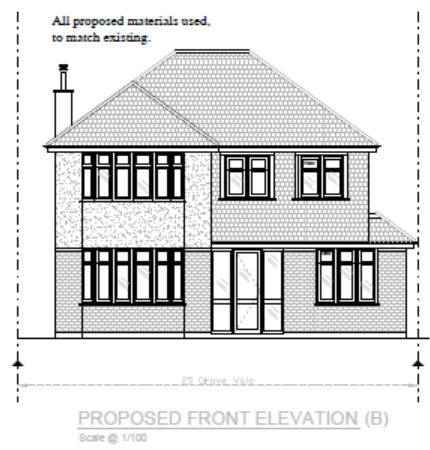 All proposed materials used,
to match existing.
25 Grove Vale
PROPOSED FRONT ELEVATION (B)
Scale @ 1/100